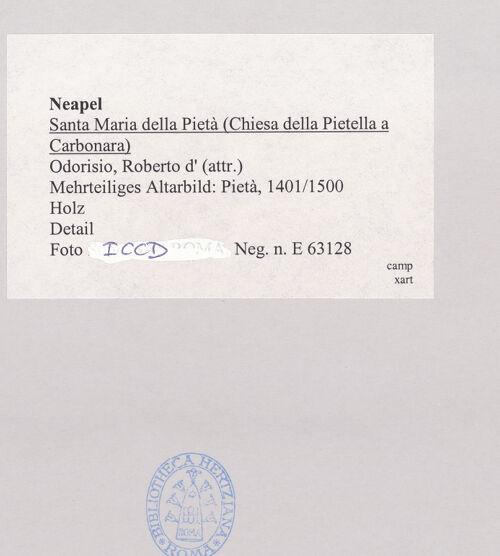 Neapel
Santa Maria della Pietà (Chiesa della Pietella a
Carbonara)
Odorisio, Roberto d' (attr.)
Mehrteiliges Altarbild: Pietà, 1401/1500
Holz
Detail
Foto ICCD ROMA Neg. n. E 63128
camp
xart
BIBLIOTHECA HERTZIANA
ROMA